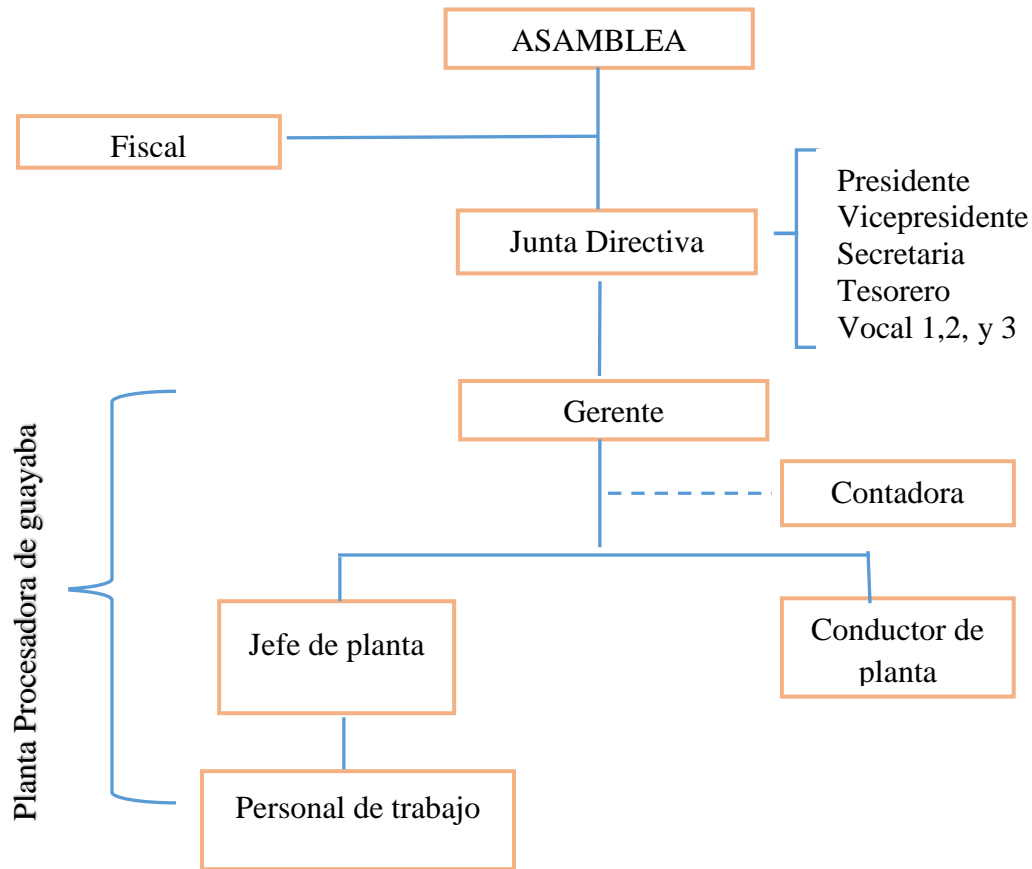 ASAMBLEA
Fiscal
Presidente
Vicepresidente
Secretaria
Tesorero
Vocal 1,2, y 3
Junta Directiva
Gerente
Contadora
Planta Procesadora de guayaba
Jefe de planta
Conductor de
planta
Personal de trabajo